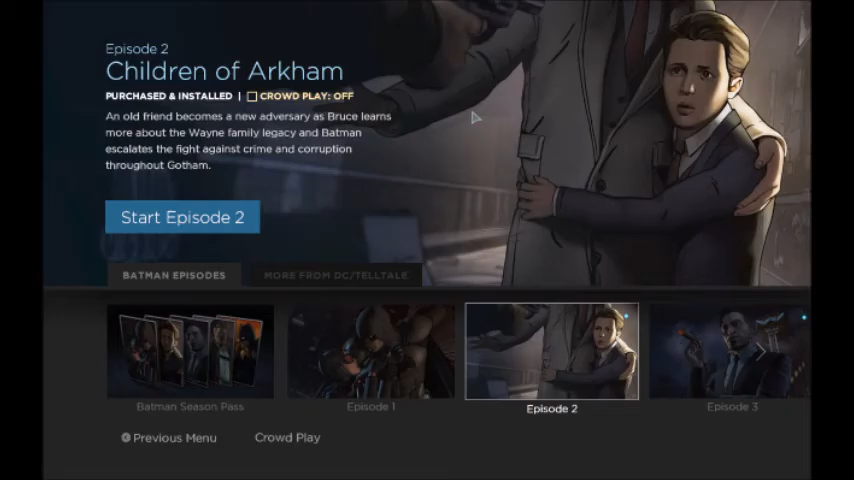 Episode 2
Children of Arkham
PURCHASED & INSTALLED | CROWD PLAY: OFF
An old friend becomes a new adversary as Bruce learns
more about the Wayne family legacy and Batman
escalates the fight against crime and corruption
throughout Gotham.
Start Episode 2
BATMAN EPISODES MORE FROM DC/TELLTALE
Batman Season Pass Episode 1 Episode 2 Episode 3
Previous Menu Crowd Play